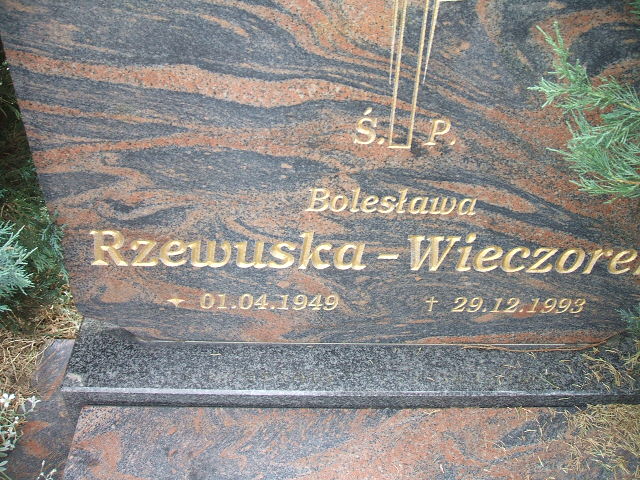 Ś. P.
Bolesława
Rzewuska - Wieczore
01.04.1949 † 29.12.1993